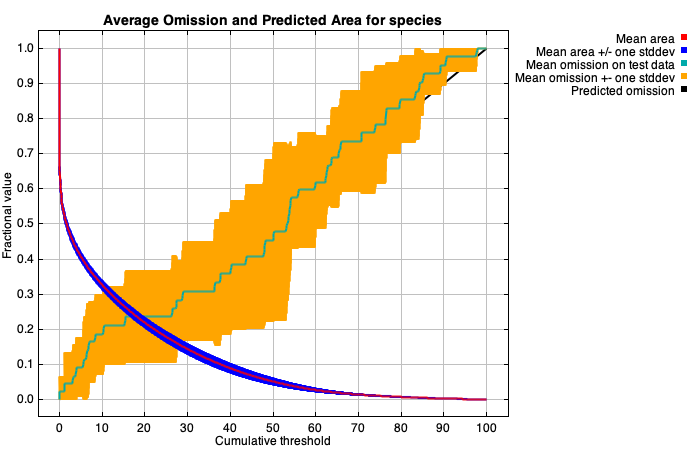 Average Omission and Predicted Area for species
Mean area
Mean area +/- one stddev
Mean omission on test data
Mean omission +- one stddev
Predicted omission
Fractional value
1.0
0.9
0.8
0.7
0.6
0.5
0.4
0.3
0.2
0.1
0.0
0 10 20 30 40 50 60 70 80 90 100
Cumulative threshold